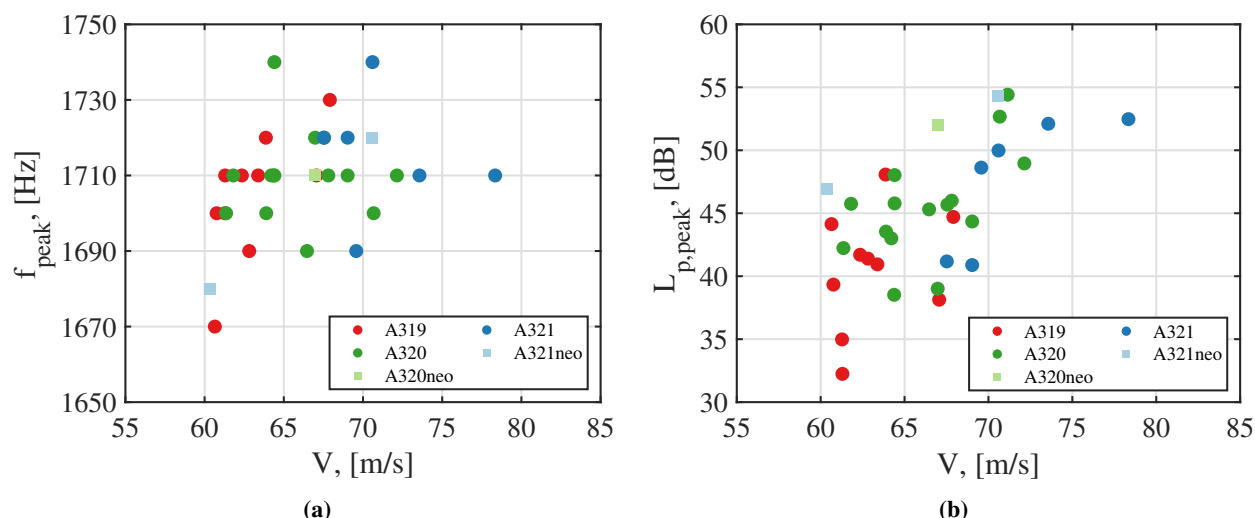 1750
1730
1710
1690
1670
1650
f_peak, [Hz]
55 60 65 70 75 80 85
V, [m/s]
A319 A321
A320 A321neo
A320neo
(a)
60
55
50
45
40
35
30
L_p,peak, [dB]
55 60 65 70 75 80 85
V, [m/s]
A319 A321
A320 A321neo
A320neo
(b)